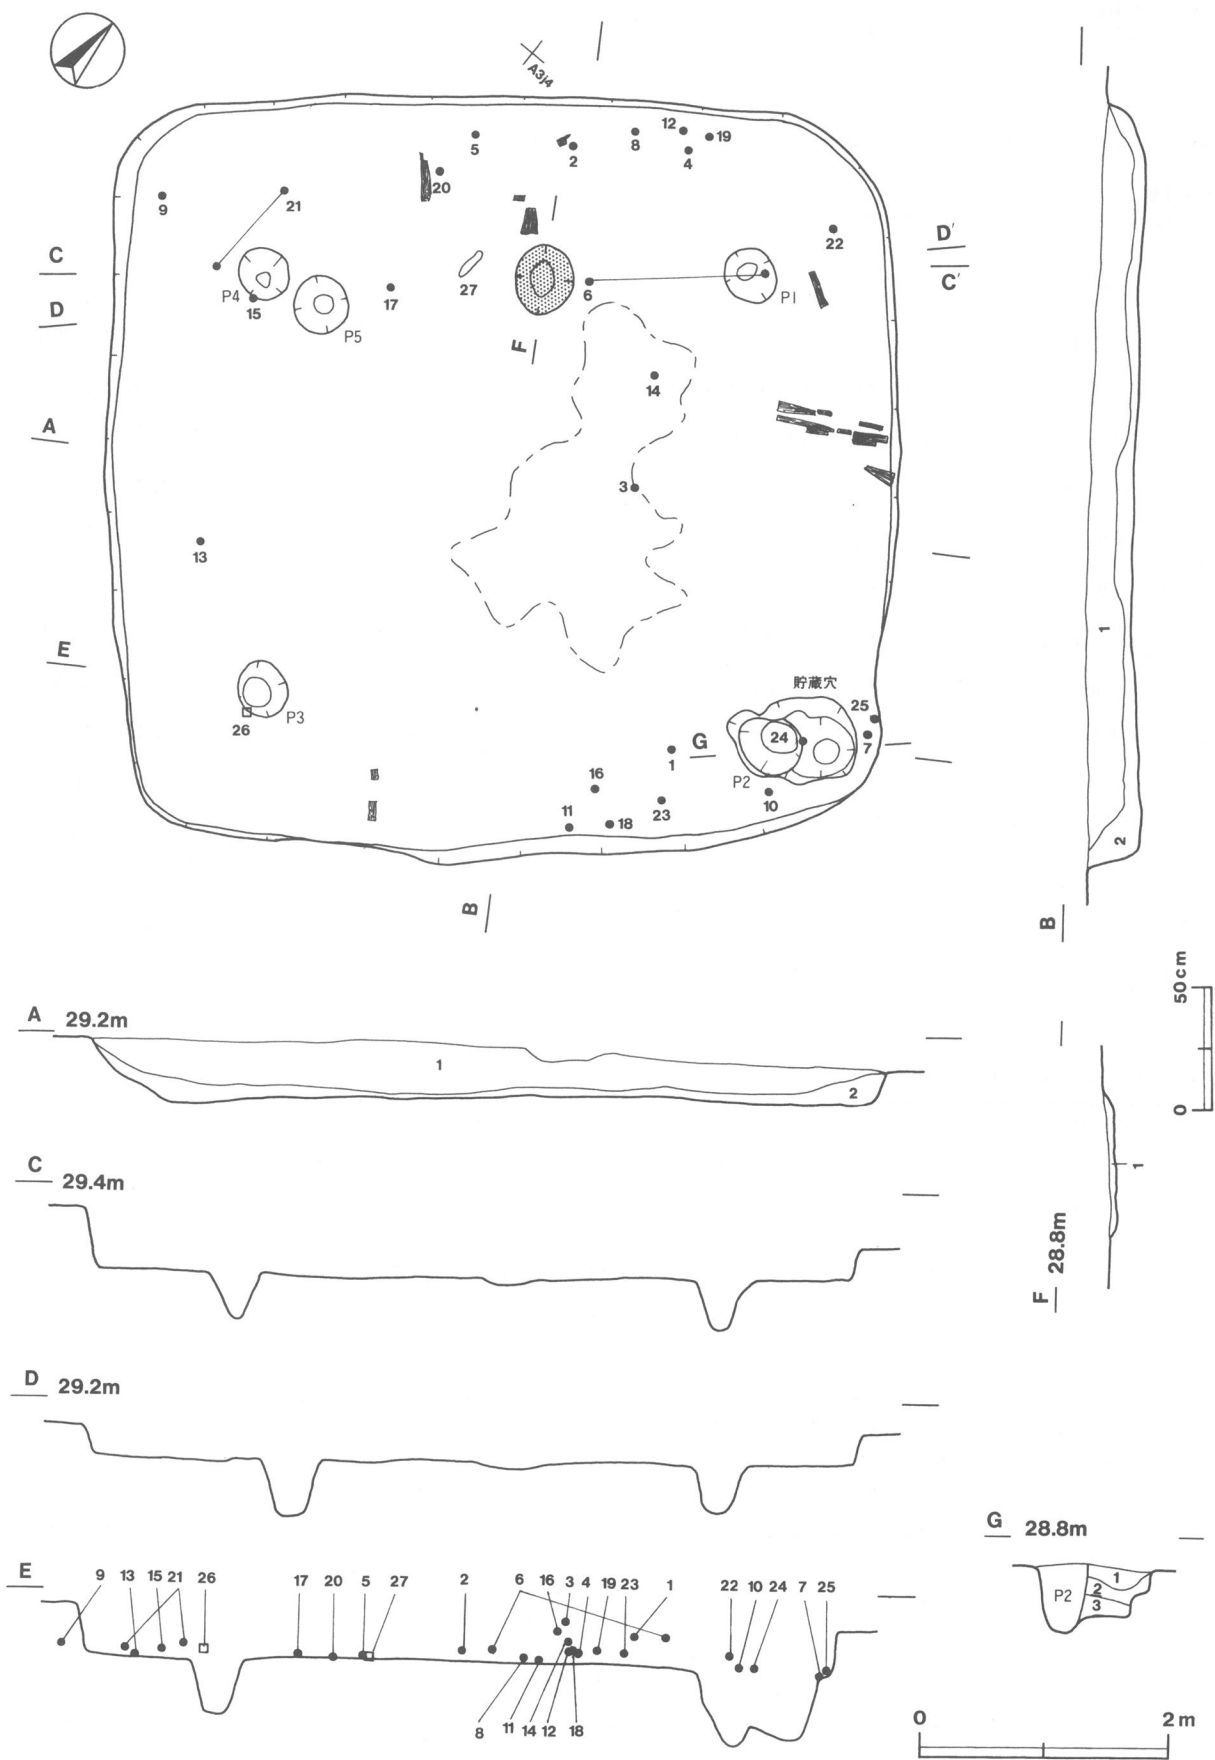 A3j4
12
19
5
2
8
4
20
9
21
22
D′
C
C′
27
6
P4
15
17
P1
D
P5
F
14
A
3
1
13
E
貯蔵穴
25
26
P3
24
7
G
1
P2
16
10
23
11
18
2
B
B
50cm
0
A 29.2m
1
2
C 29.4m
1
F 28.8m
D 29.2m
G 28.8m
1
2
3
P2
E
9 13 15 21 26 17 20 5 27 2 6 16 3 4 19 23 1 22 10 24 7 25
8 11 14 12 18
0 2m